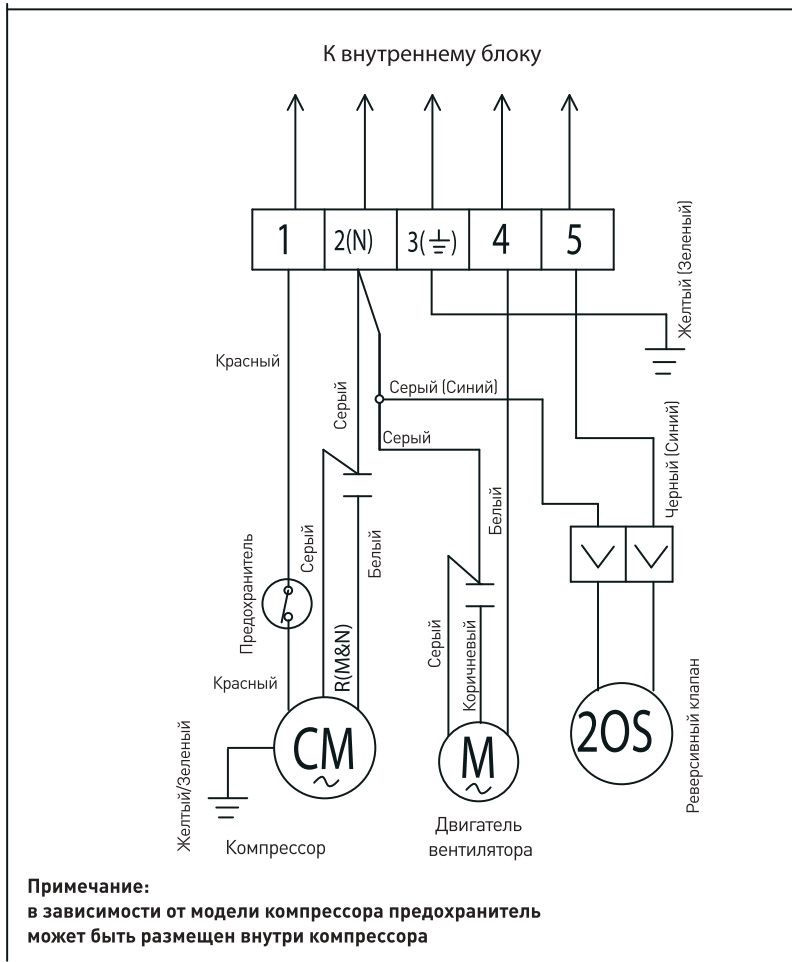 К внутреннему блоку
1
2(N)
3(⏚)
4
5
Желтый (Зеленый)
Красный
Серый
Серый (Синий)
Серый
Черный (Синий)
Белый
Серый
Белый
Предохранитель
R(M&N)
Серый
Коричневый
Красный
CM
~
M
~
2OS
Реверсивный клапан
Желтый/Зеленый
Компрессор
Двигатель
вентилятора
Примечание:
в зависимости от модели компрессора предохранитель
может быть размещен внутри компрессора